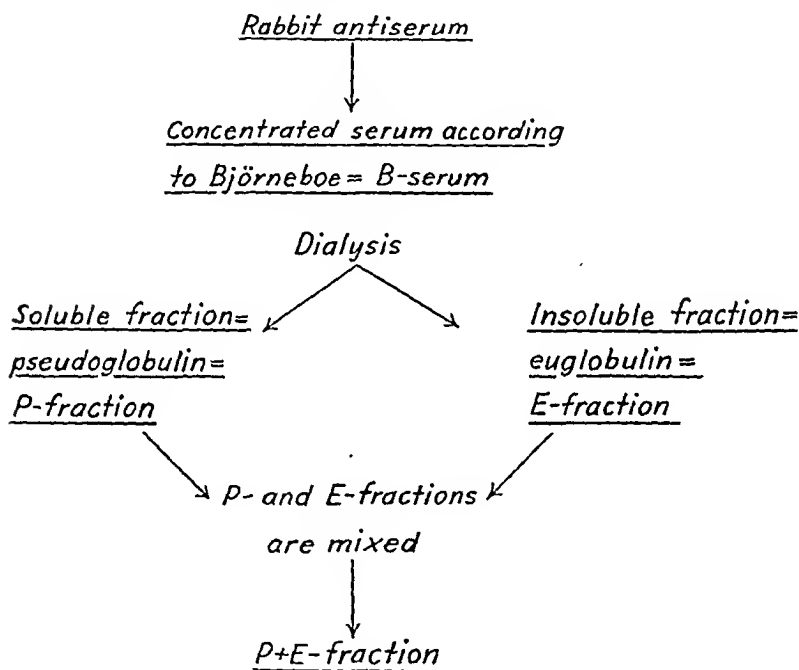 Rabbit antiserum
Concentrated serum according
to Björneboe= B-serum
Dialysis
Soluble fraction=
pseudoglobulin=
P-fraction
Insoluble fraction=
euglobulin=
E-fraction
P- and E-fractions
are mixed
P+E-fraction